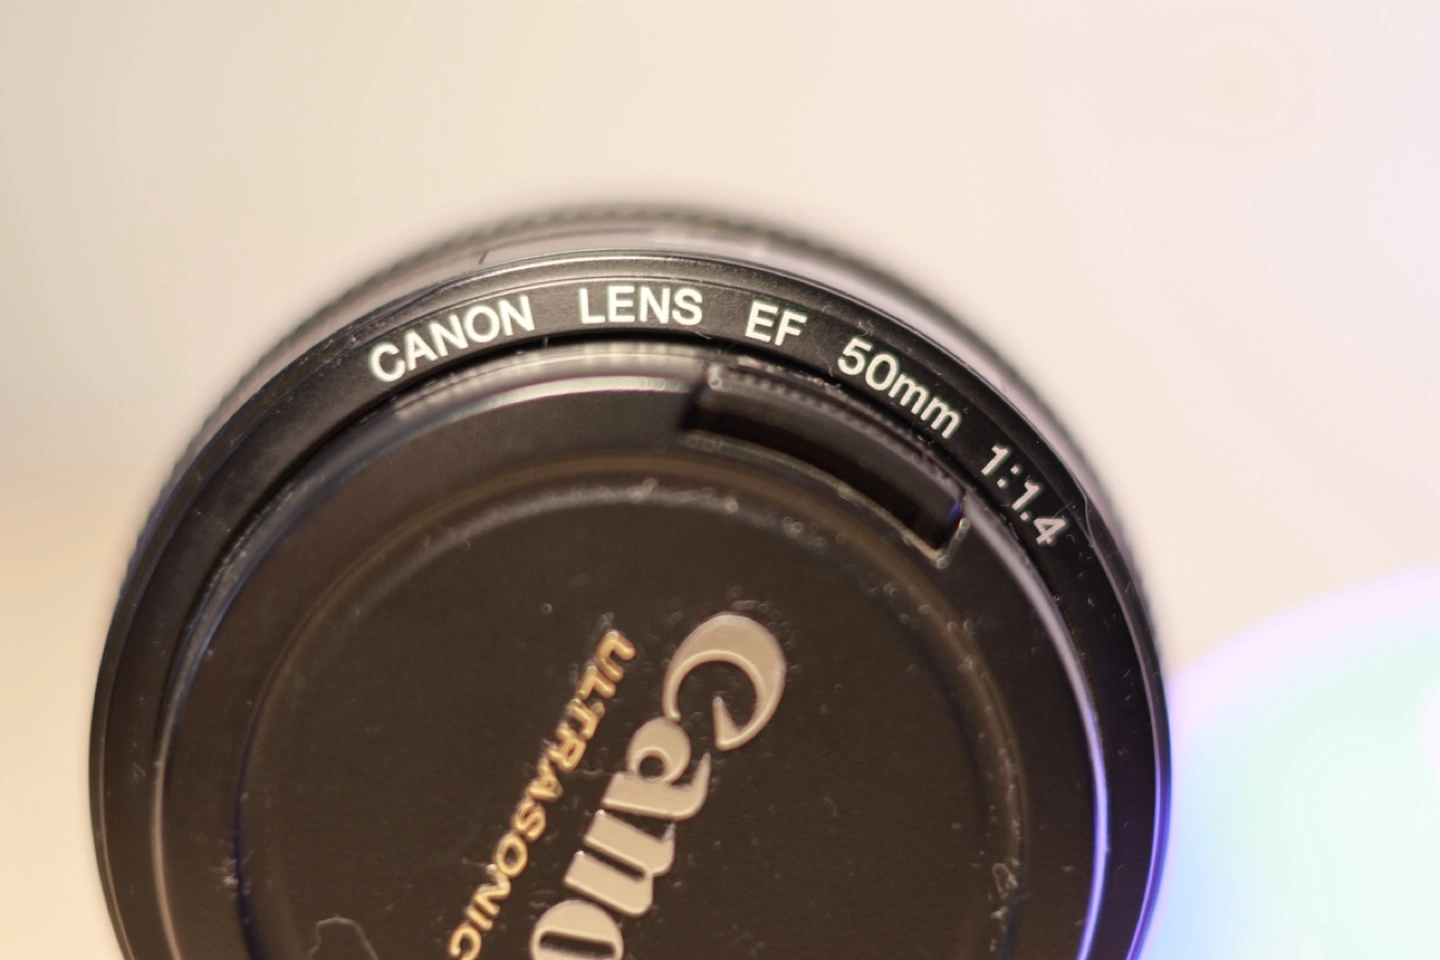 CANON LENS EF 50mm 1:1.4
Cano
ULTRASONIC